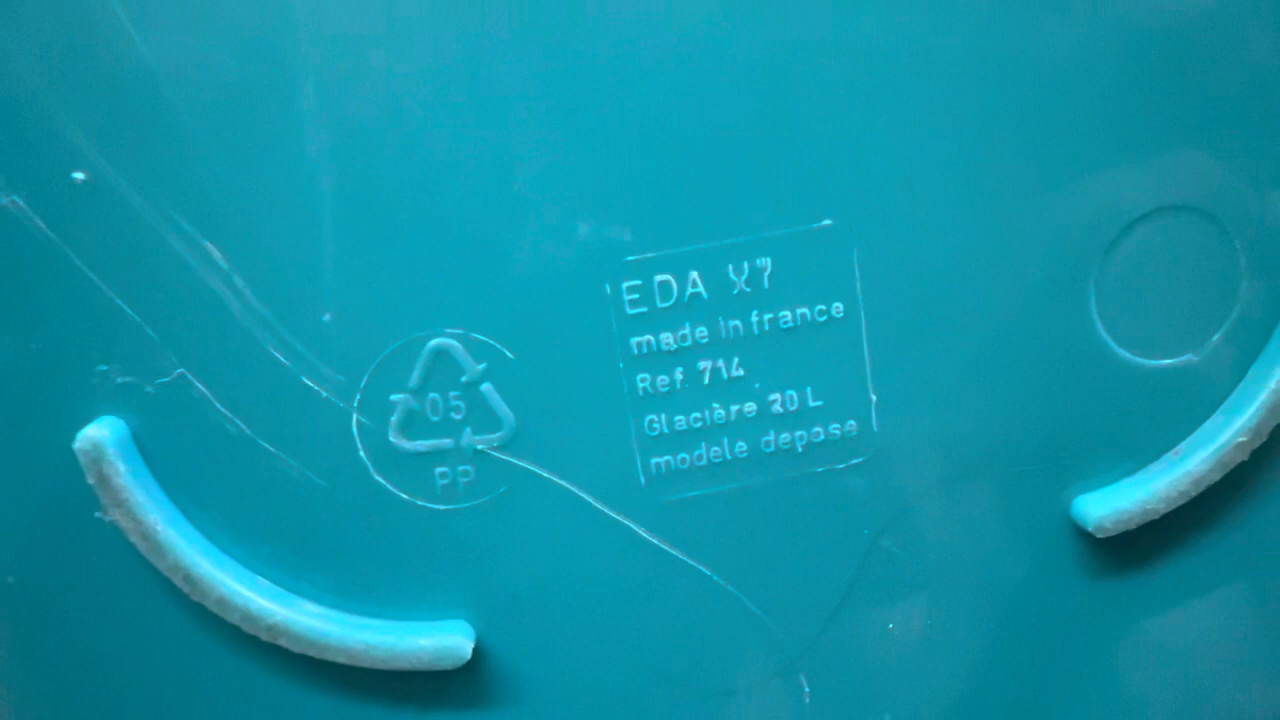 05
PP
EDA
made in france
Ref. 714
Glacière 20 L
modele depose